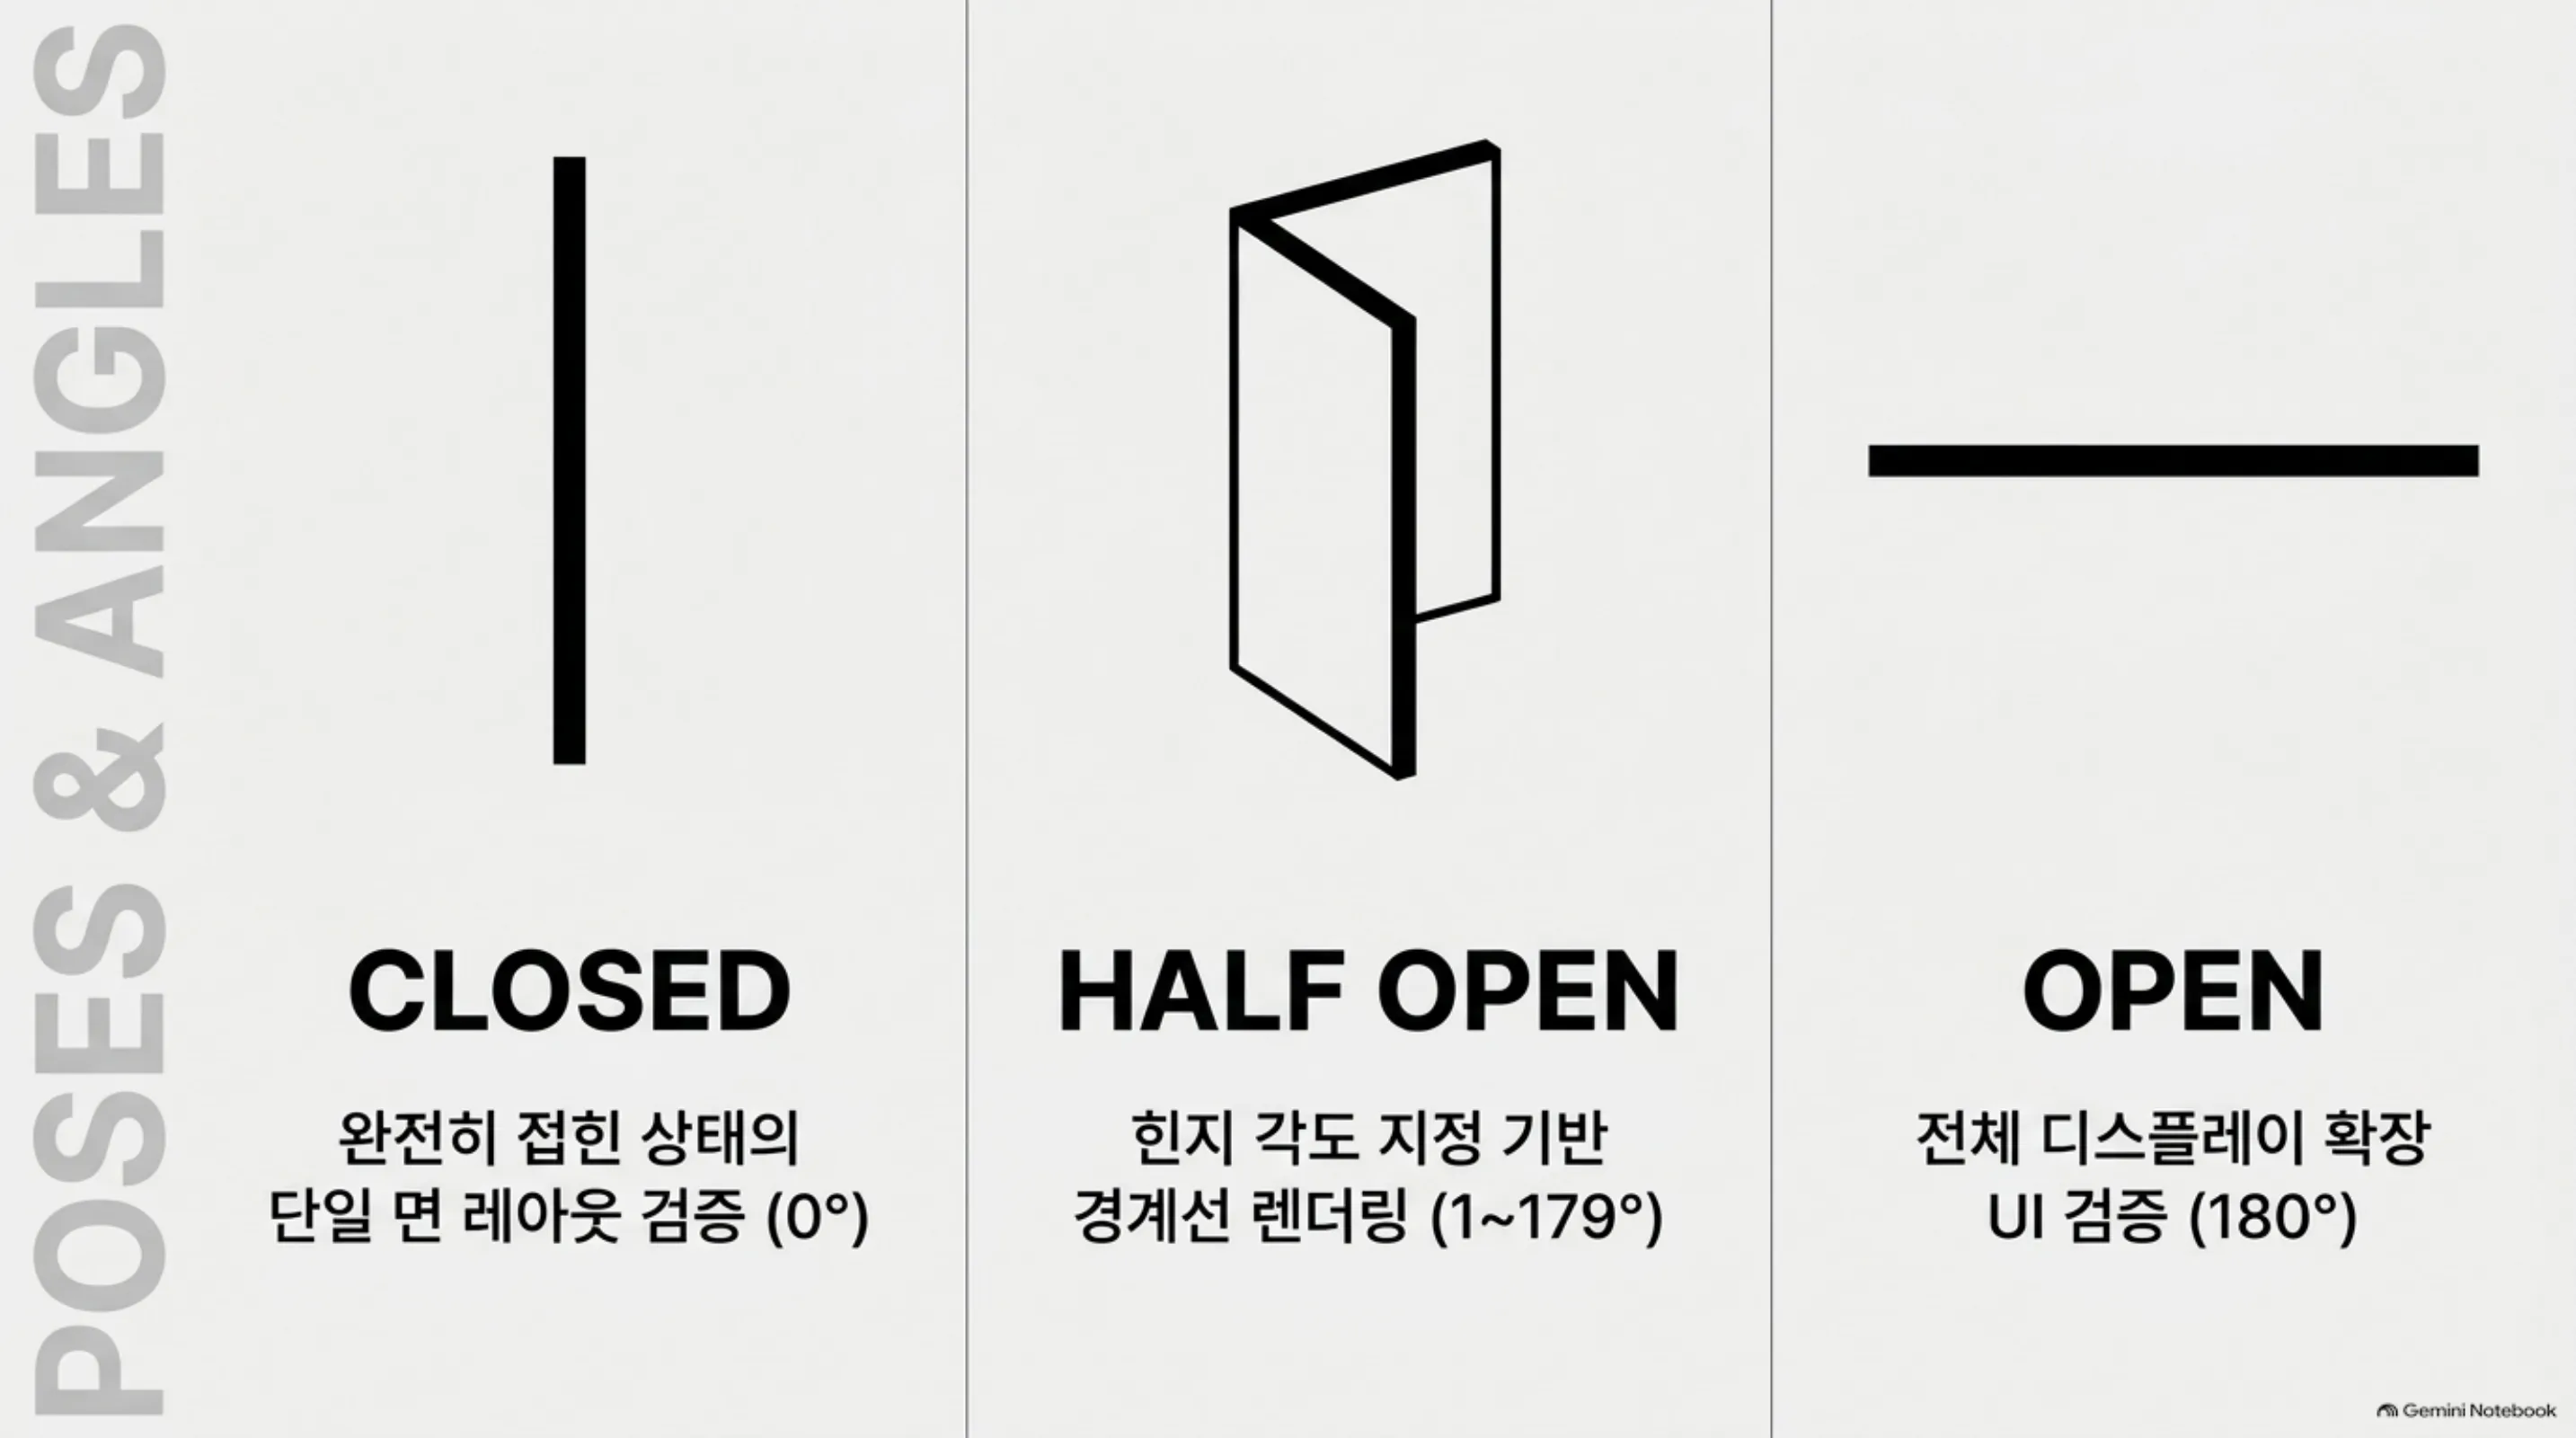 POSES & ANGLES
CLOSED
완전히 접힌 상태의
단일 면 레아웃 검증 (0°)
HALF OPEN
힌지 각도 지정 기반
경계선 렌더링 (1~179°)
OPEN
전체 디스플레이 확장
UI 검증 (180°)
Gemini Notebook